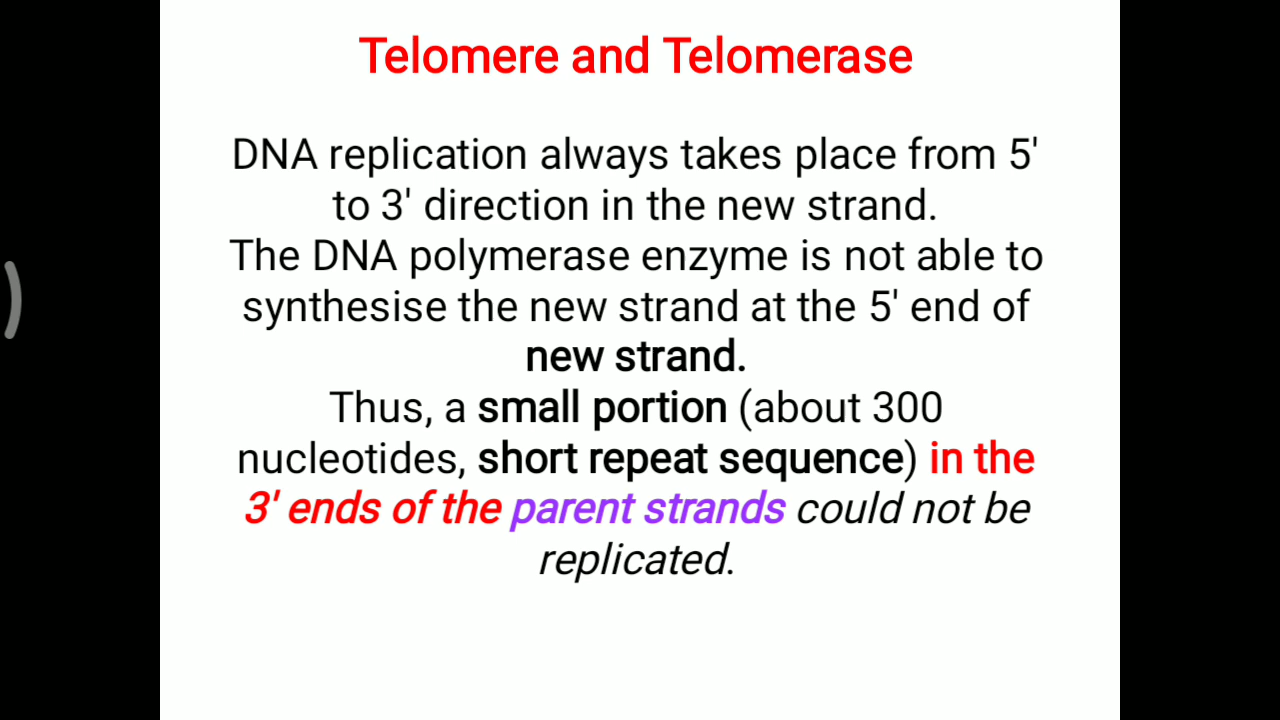 Telomere and Telomerase
DNA replication always takes place from 5'
to 3' direction in the new strand.
The DNA polymerase enzyme is not able to
synthesise the new strand at the 5' end of
new strand.
Thus, a small portion (about 300
nucleotides, short repeat sequence) in the
3' ends of the parent strands could not be
replicated.